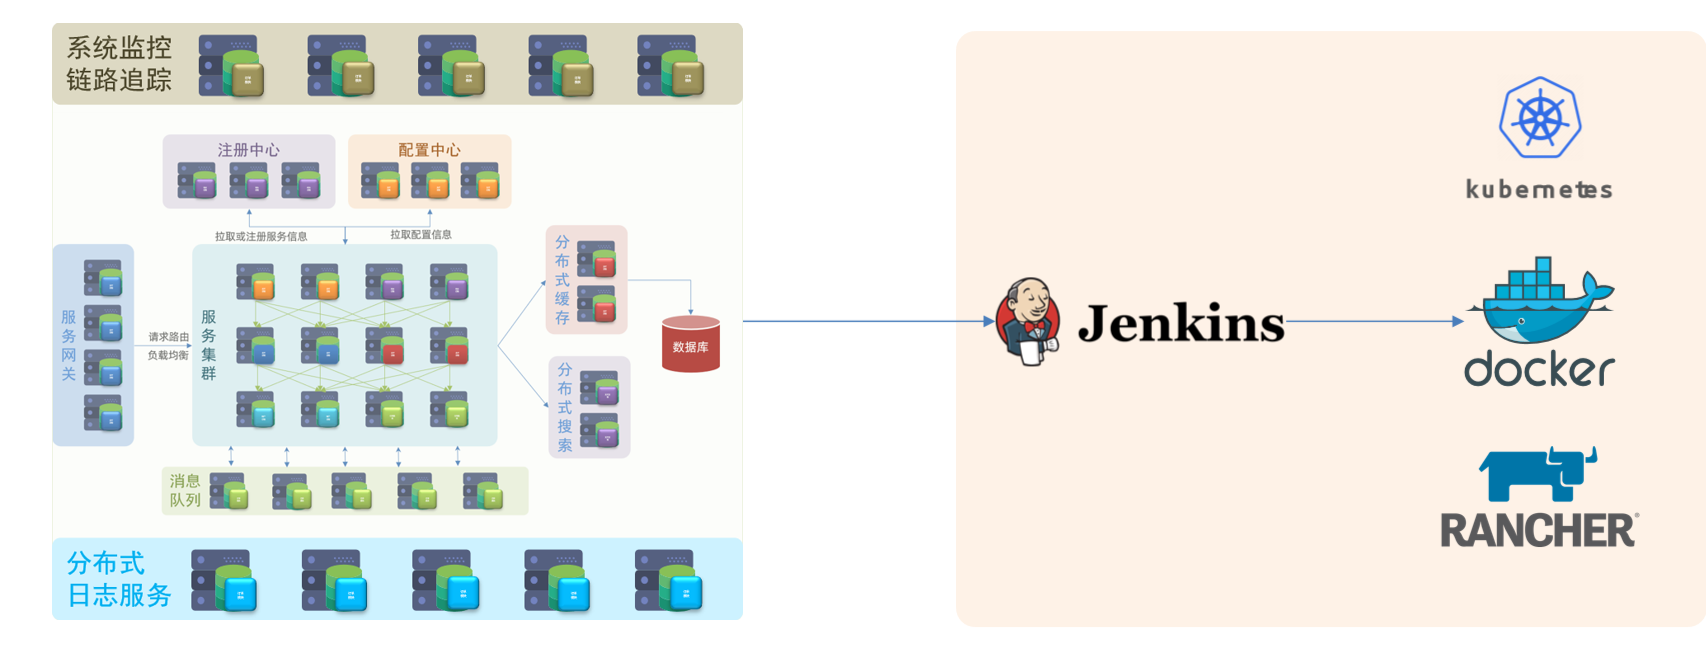 系统监控
链路追踪
注册中心
配置中心
拉取或注册服务信息
拉取配置信息
服务网关
请求路由
负载均衡
服务集群
分布式缓存
分布式搜索
数据库
消息
队列
分布式
日志服务
Jenkins
kubernetes
docker
RANCHER®